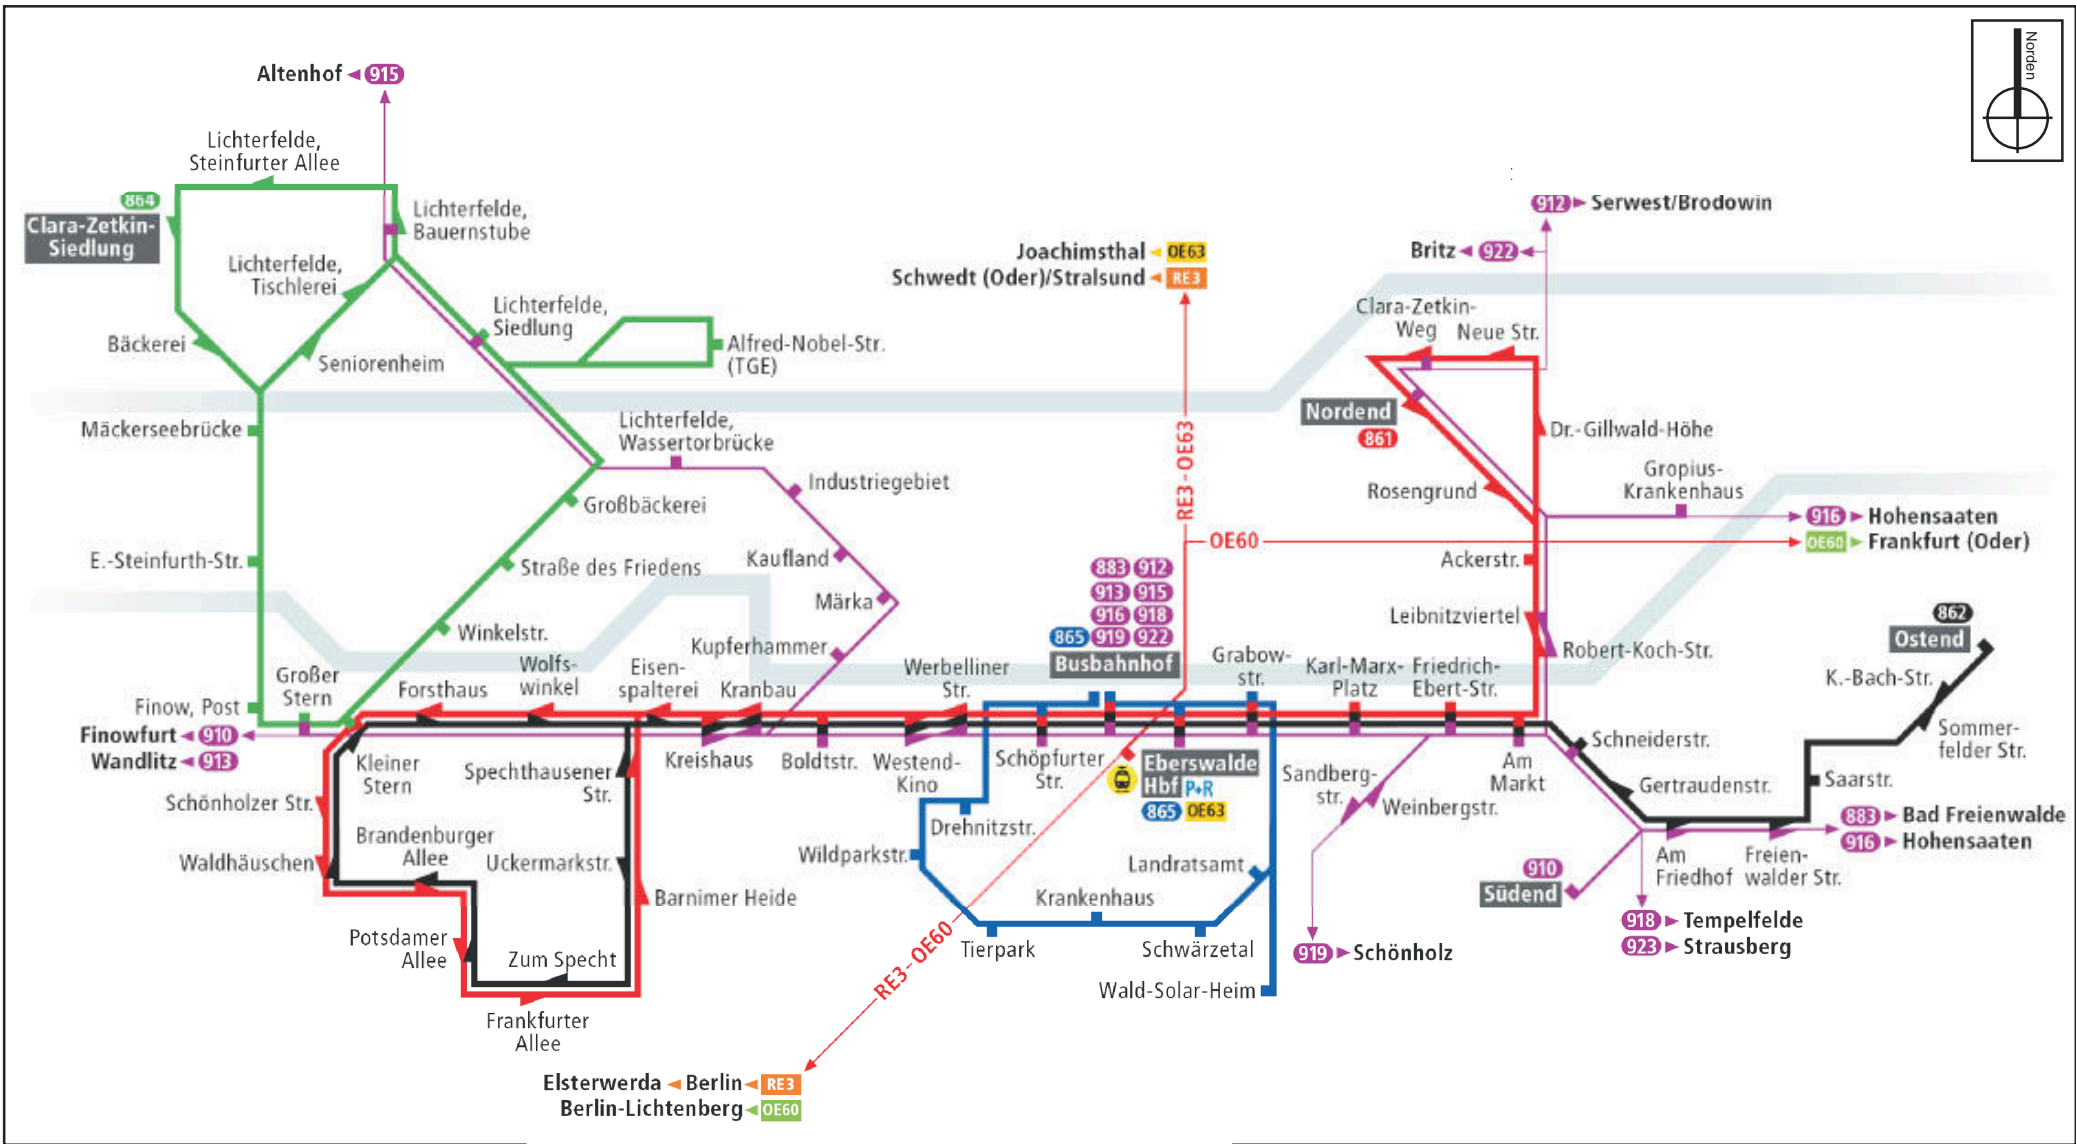 Norden
Altenhof 915
Lichterfelde,
Steinfurter Allee
864
Clara-Zetkin-
Siedlung
Lichterfelde,
Bauernstube
Lichterfelde,
Tischlerei
Lichterfelde,
Siedlung
Bäckerei
Seniorenheim
Alfred-Nobel-Str.
(TGE)
Joachimsthal OE63
Schwedt (Oder)/Stralsund RE3
912 Serwest/Brodowin
Britz 922
Clara-Zetkin-
Weg
Neue Str.
Nordend
861
Dr.-Gillwald-Höhe
Rosengrund
Gropius-
Krankenhaus
916 Hohensaaten
OE60 Frankfurt (Oder)
RE3 - OE63
OE60
Mäckerseebrücke
Lichterfelde,
Wassertorbrücke
Industriegebiet
Großbäckerei
Kaufland
E.-Steinfurth-Str.
Straße des Friedens
Märka
Winkelstr.
Kupferhammer
883 912
913 915
916 918
865 919 922
Busbahnhof
Ackerstr.
Leibnitzviertel
Robert-Koch-Str.
862
Ostend
K.-Bach-Str.
Sommer-
felder Str.
Großer
Stern
Finow, Post
Finowfurt 910
Wandlitz 913
Forsthaus
Wolfs-
winkel
Eisen-
spalterei
Kranbau
Werbelliner
Str.
Grabow-
str.
Karl-Marx-
Platz
Friedrich-
Ebert-Str.
Kleiner
Stern
Spechthausener
Str.
Kreishaus
Boldtstr.
Westend-
Kino
Schöpfurter
Str.
Eberswalde
Hbf P+R
865 OE63
Sandberg-
str.
Weinbergstr.
Am
Markt
Schneiderstr.
Gertraudenstr.
Saarstr.
Schönholzer Str.
Brandenburger
Allee
Waldhäuschen
Uckermarkstr.
Barnimer Heide
Potsdamer
Allee
Zum Specht
Frankfurter
Allee
Drehnitzstr.
Wildparkstr.
Landratsamt
Krankenhaus
Tierpark
Schwärzetal
Wald-Solar-Heim
RE3 - OE60
883 Bad Freienwalde
916 Hohensaaten
Am
Friedhof
Freien-
walder Str.
910
Südend
918 Tempelfelde
923 Strausberg
919 Schönholz
Elsterwerda Berlin RE3
Berlin-Lichtenberg OE60